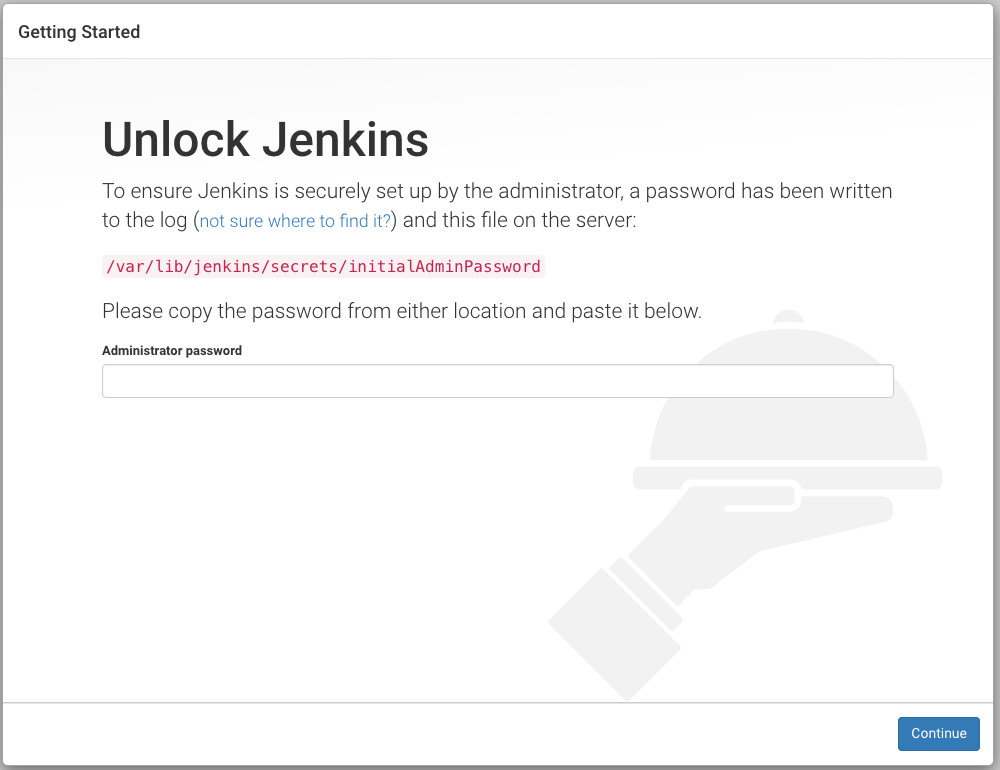 Getting Started
Unlock Jenkins
To ensure Jenkins is securely set up by the administrator, a password has been written
to the log (not sure where to find it?) and this file on the server:
/var/lib/jenkins/secrets/initialAdminPassword
Please copy the password from either location and paste it below.
Administrator password
Continue